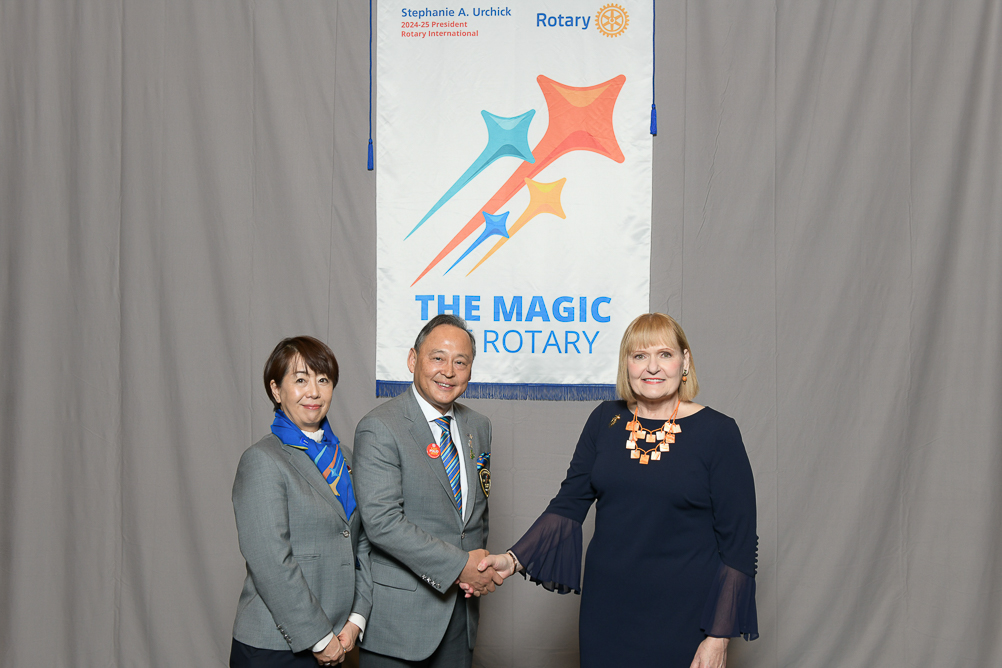 Stephanie A. Urchick
2024-25 President
Rotary International
Rotary
THE MAGIC
ROTARY